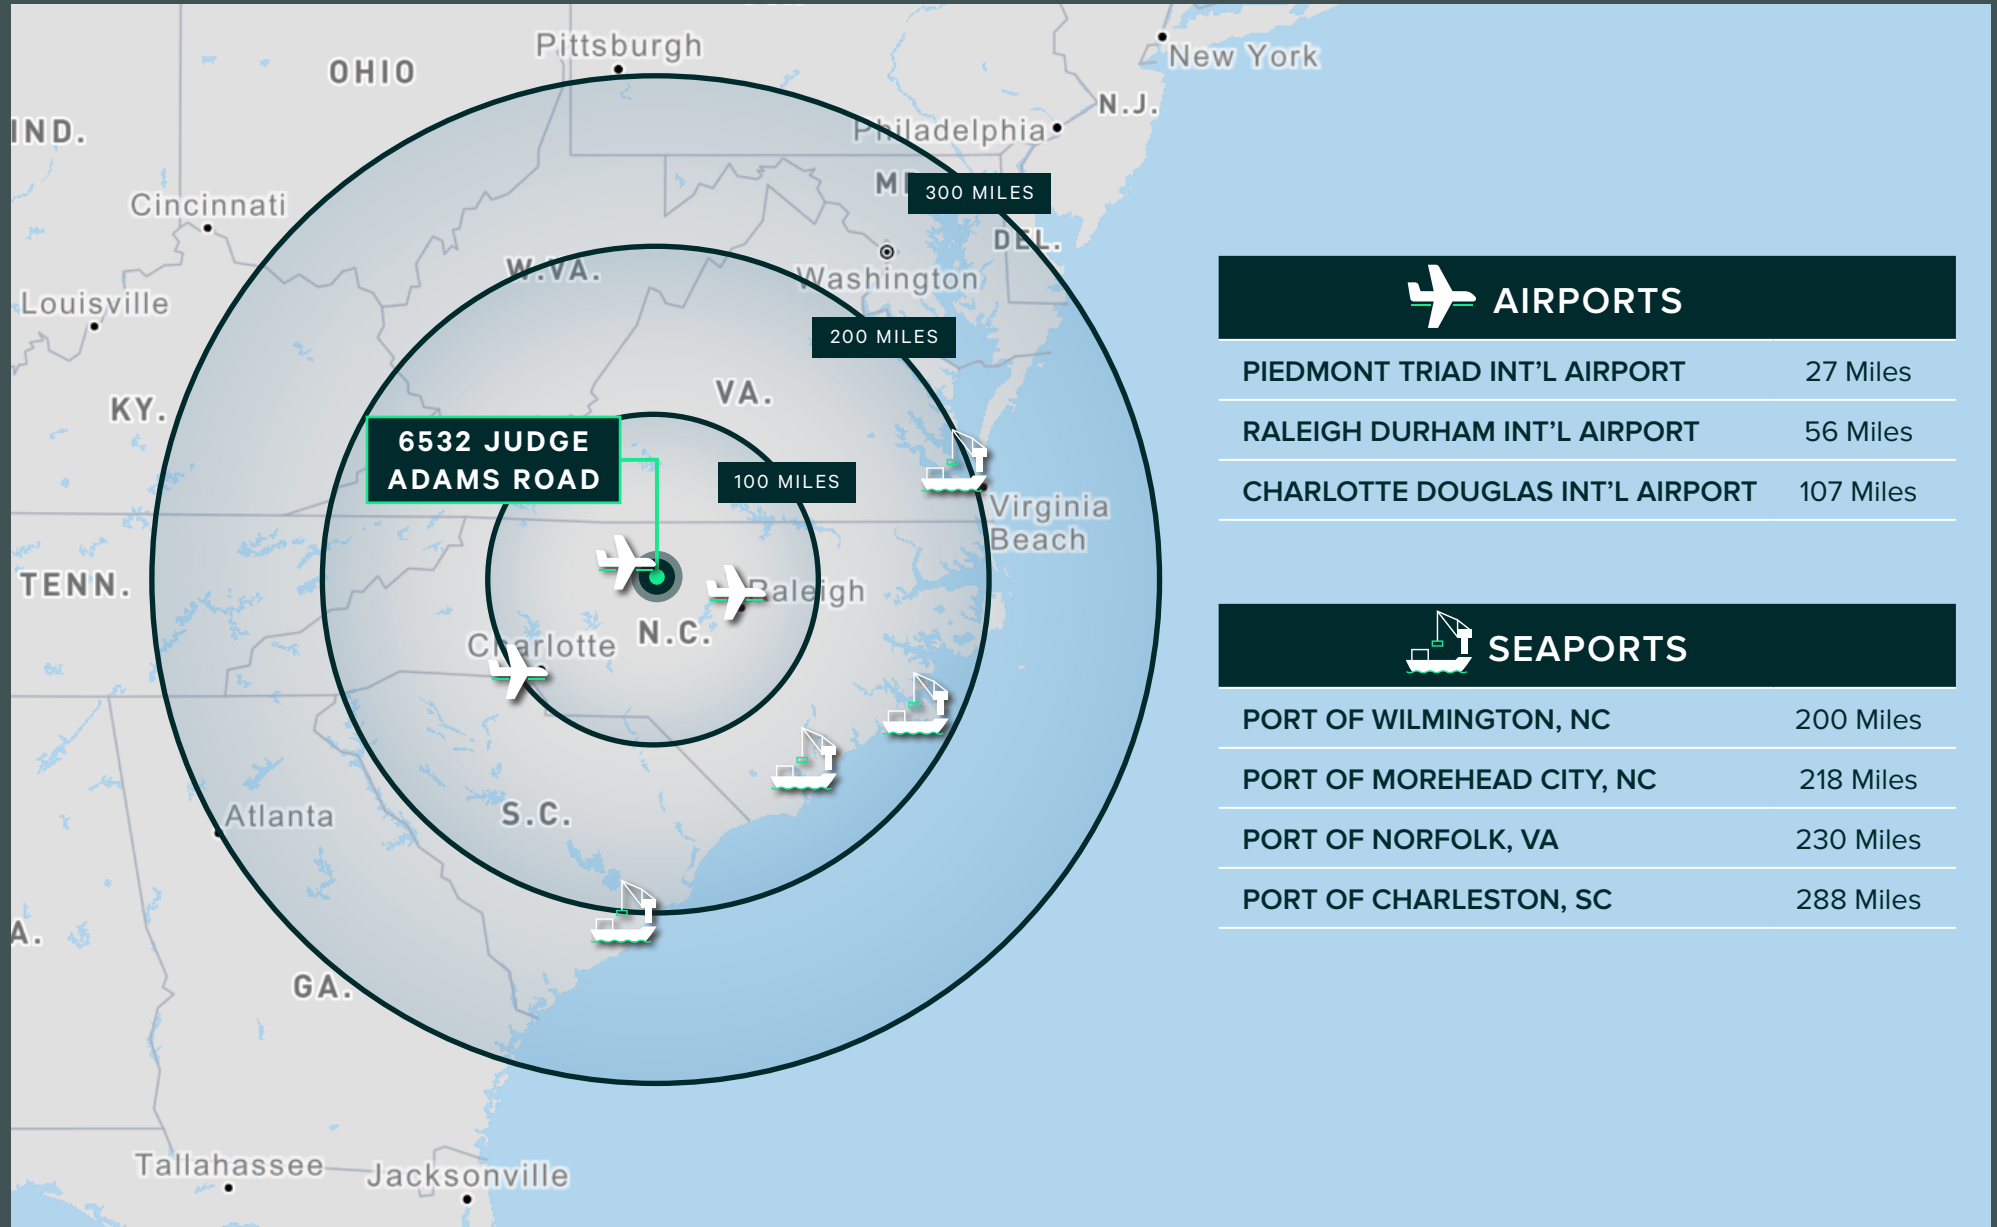 Pittsburgh
OHIO
New York
N.J.
IND.
Philadelphia
300 MILES
Cincinnati
DEL.
W.VA.
Washington
Louisville
200 MILES
KY.
VA.
6532 JUDGE
ADAMS ROAD
100 MILES
Virginia
Beach
TENN.
Raleigh
N.C.
Charlotte
S.C.
Atlanta
GA.
Tallahassee
Jacksonville
AIRPORTS
PIEDMONT TRIAD INT'L AIRPORT 27 Miles
RALEIGH DURHAM INT'L AIRPORT 56 Miles
CHARLOTTE DOUGLAS INT'L AIRPORT 107 Miles
SEAPORTS
PORT OF WILMINGTON, NC 200 Miles
PORT OF MOREHEAD CITY, NC 218 Miles
PORT OF NORFOLK, VA 230 Miles
PORT OF CHARLESTON, SC 288 Miles